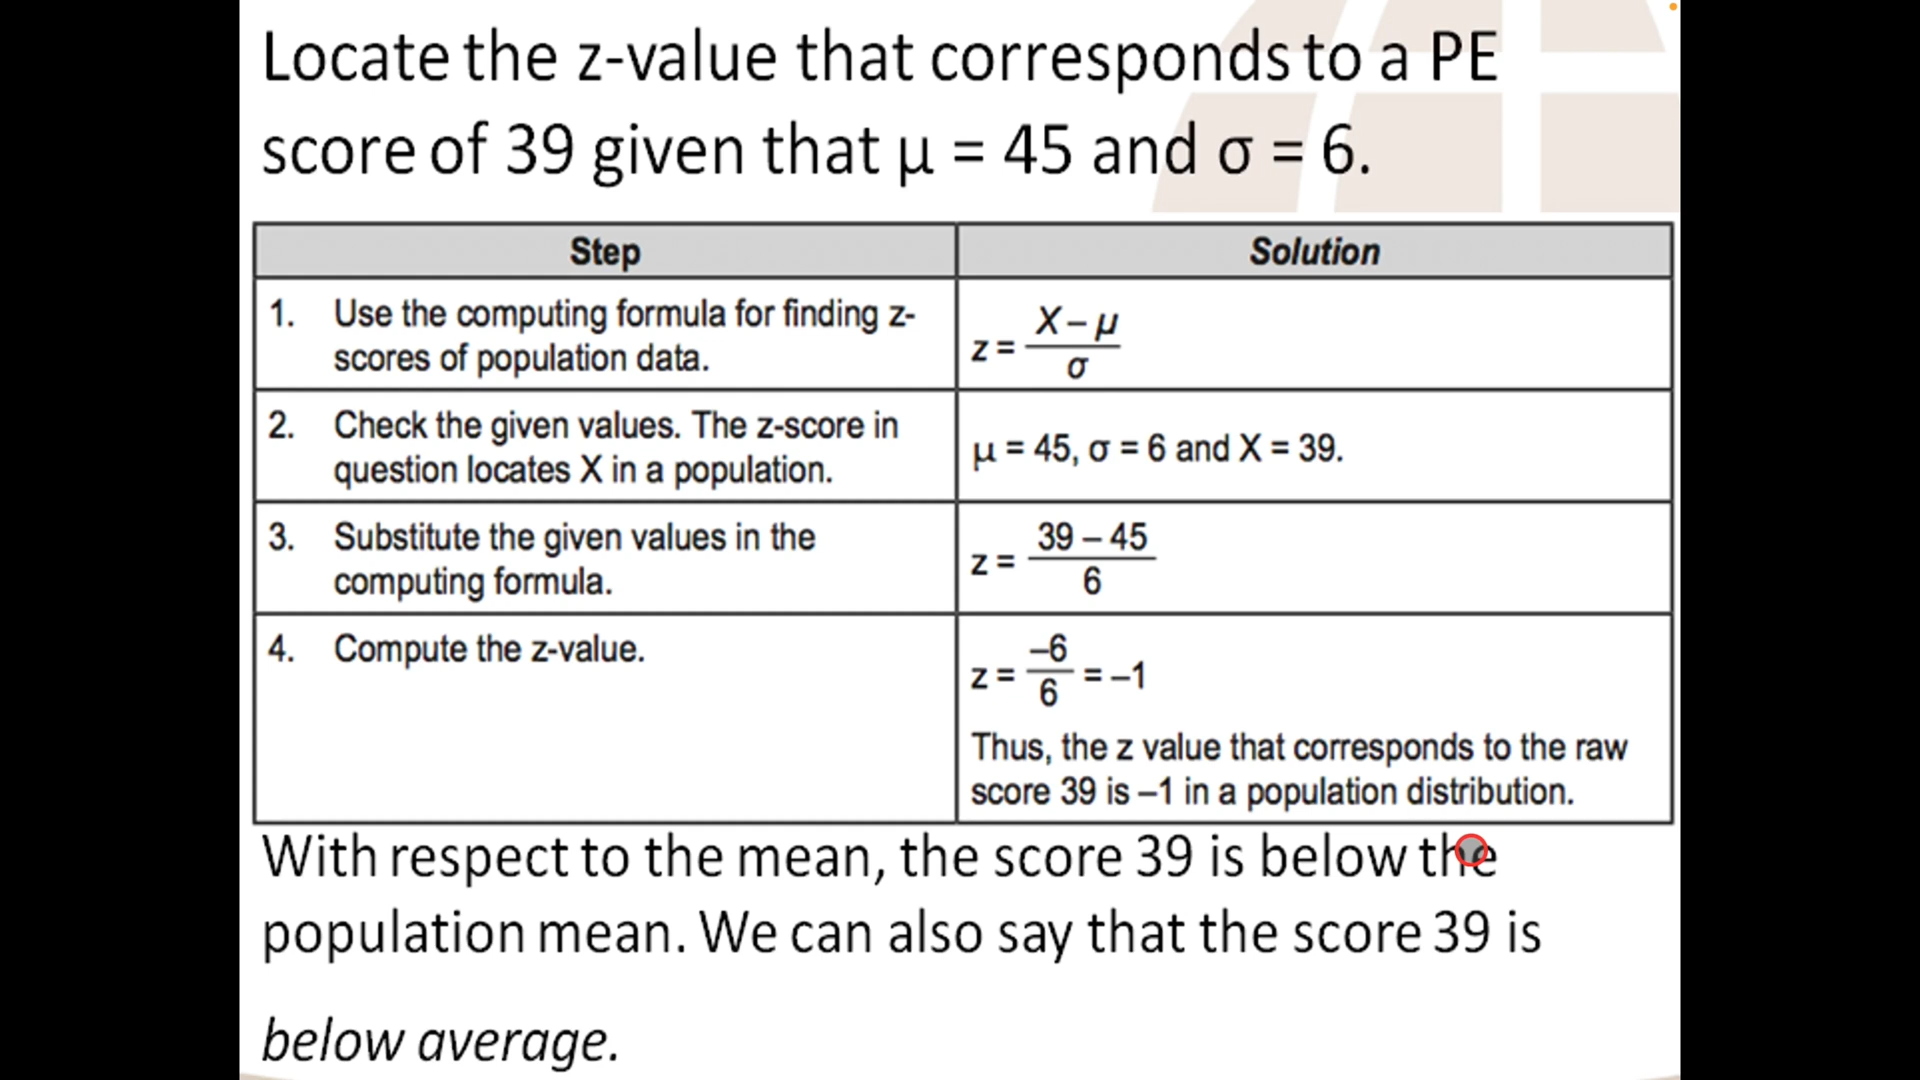 Locate the z-value that corresponds to a PE
score of 39 given that μ = 45 and σ = 6.
Step
Solution
1. Use the computing formula for finding z-
scores of population data.
z = X – μ
σ
2. Check the given values. The z-score in
question locates X in a population.
μ = 45, σ = 6 and X = 39.
3. Substitute the given values in the
computing formula.
z = 39 – 45
6
4. Compute the z-value.
z = –6
6 = –1
Thus, the z value that corresponds to the raw
score 39 is –1 in a population distribution.
With respect to the mean, the score 39 is below the
population mean. We can also say that the score 39 is
below average.